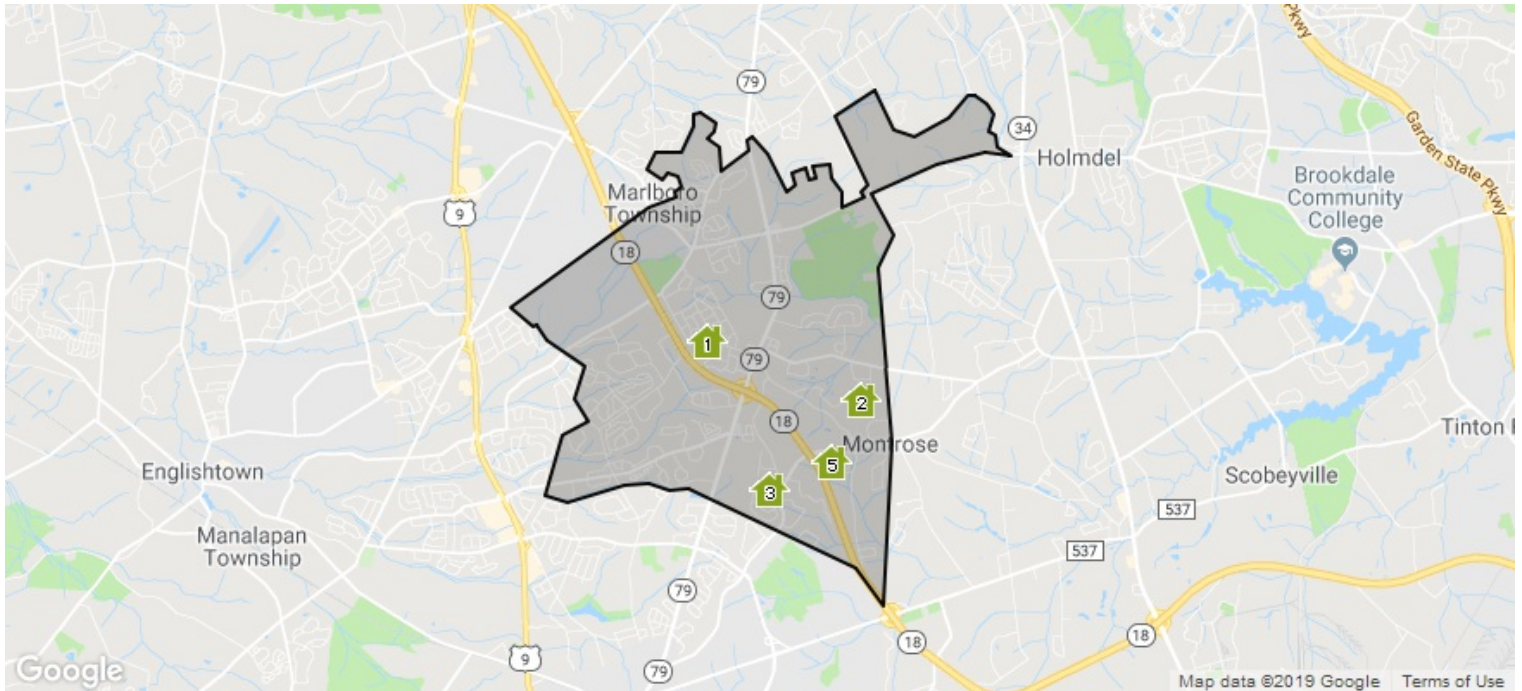 79
34
Holmdel
Garden State Pkwy
Pkwy
Brookdale
Community
College
Marlboro
Township
9
18
79
1
79
2
18
Montrose
Tinton
5
Englishtown
Scobeyville
3
537
Manalapan
Township
537
79
18
18
9
79
Google
Map data ©2019 Google
Terms of Use